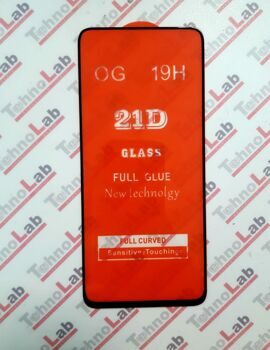 OG 19H
21D
GLASS
FULL GLUE
New technolgy
FULL CURVED
Sensitive Touching
TehnoLab